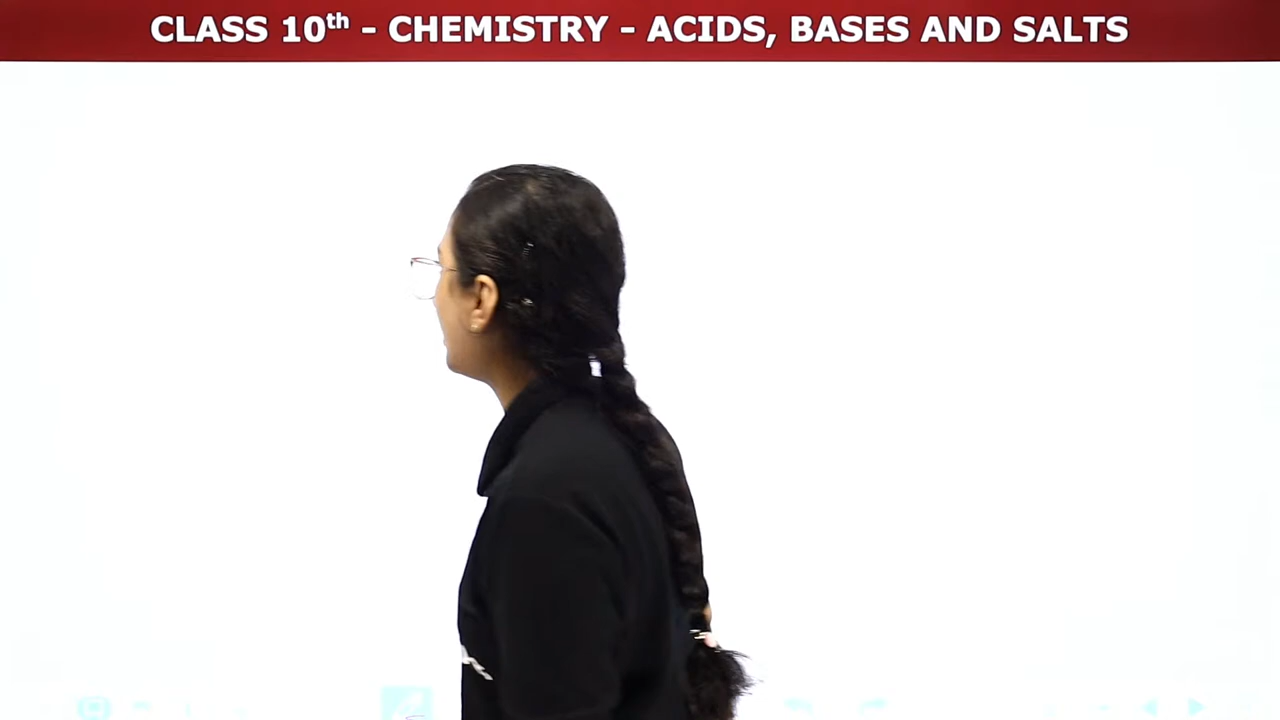 CLASS 10th - CHEMISTRY - ACIDS, BASES AND SALTS